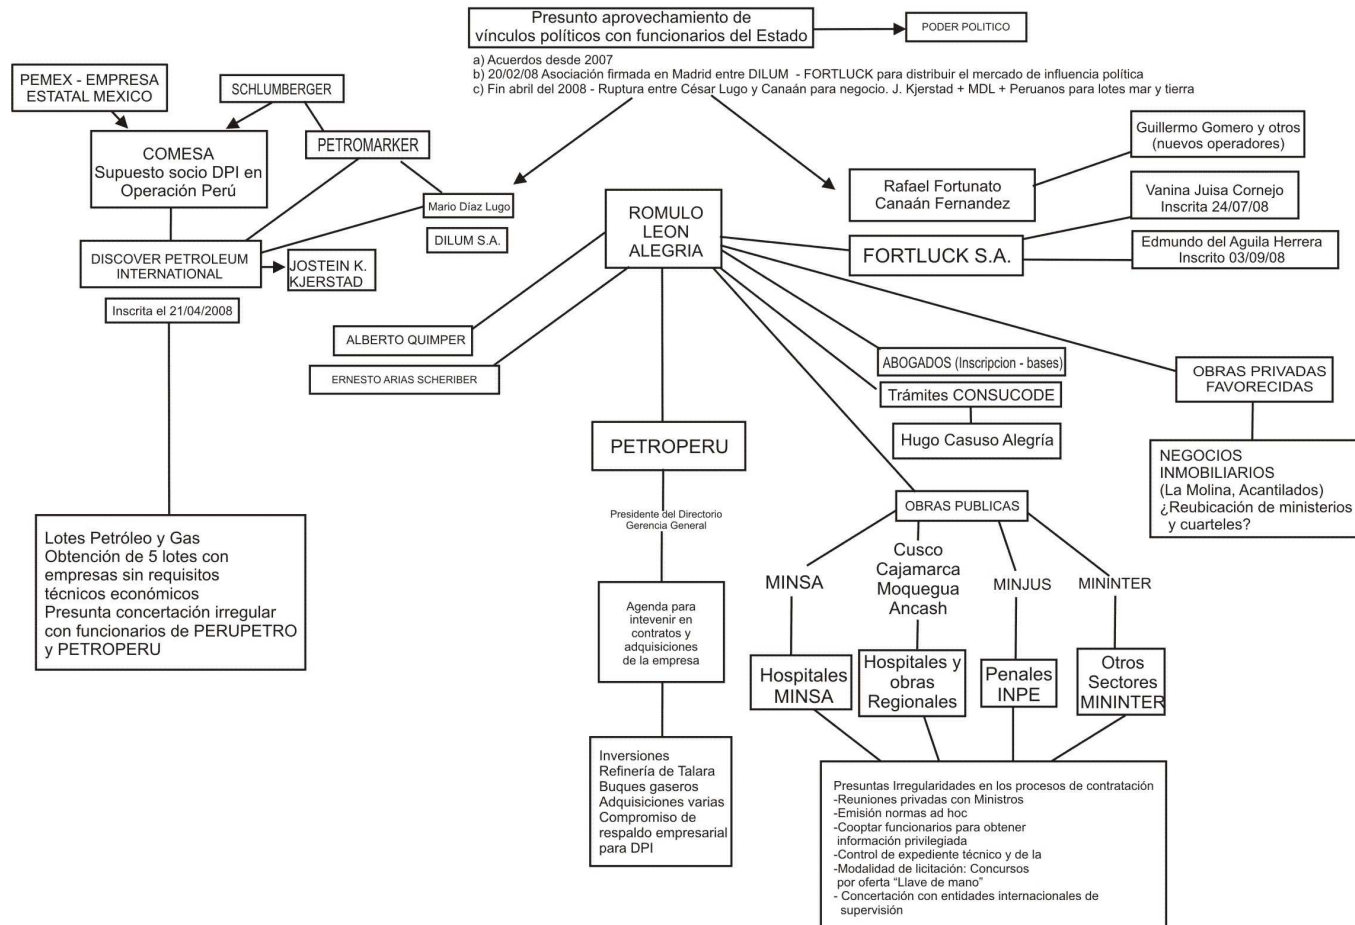 Presunto aprovechamiento de
vínculos políticos con funcionarios del Estado
PODER POLITICO
a) Acuerdos desde 2007
b) 20/02/08 Asociación firmada en Madrid entre DILUM - FORTLUCK para distribuir el mercado de influencia política
c) Fin abril del 2008 - Ruptura entre César Lugo y Canaán para negocio. J. Kjerstad + MDL + Peruanos para lotes mar y tierra
PEMEX - EMPRESA
ESTATAL MEXICO
SCHLUMBERGER
COMESA
Supuesto socio DPI en
Operación Perú
PETROMARKER
Mario Díaz Lugo
DILUM S.A.
DISCOVER PETROLEUM
INTERNATIONAL
JOSTEIN K.
KJERSTAD
Inscrita el 21/04/2008
Lotes Petróleo y Gas
Obtención de 5 lotes con
empresas sin requisitos
técnicos económicos
Presunta concertación irregular
con funcionarios de PERUPETRO
y PETROPERU
ROMULO
LEON
ALEGRIA
Rafael Fortunato
Canaán Fernandez
FORTLUCK S.A.
Guillermo Gomero y otros
(nuevos operadores)
Vanina Juisa Cornejo
Inscrita 24/07/08
Edmundo del Aguila Herrera
Inscrito 03/09/08
ALBERTO QUIMPER
ERNESTO ARIAS SCHERIBER
ABOGADOS (Inscripcion - bases)
Trámites CONSUCODE
Hugo Casuso Alegría
OBRAS PRIVADAS
FAVORECIDAS
NEGOCIOS
INMOBILIARIOS
(La Molina, Acantilados)
¿Reubicación de ministerios
y cuarteles?
PETROPERU
Presidente del Directorio
Gerencia General
Agenda para
intevenir en
contratos y
adquisiciones
de la empresa
Inversiones
Refinería de Talara
Buques gaseros
Adquisiciones varias
Compromiso de
respaldo empresarial
para DPI
OBRAS PUBLICAS
MINSA
Cusco
Cajamarca
Moquegua
Ancash
MINJUS
MININTER
Hospitales
MINSA
Hospitales y
obras
Regionales
Penales
INPE
Otros
Sectores
MININTER
Presuntas Irregularidades en los procesos de contratación
-Reuniones privadas con Ministros
-Emisión normas ad hoc
-Cooptar funcionarios para obtener
información privilegiada
-Control de expediente técnico y de la
-Modalidad de licitación: Concursos
por oferta “Llave de mano”
- Concertación con entidades internacionales de
supervisión